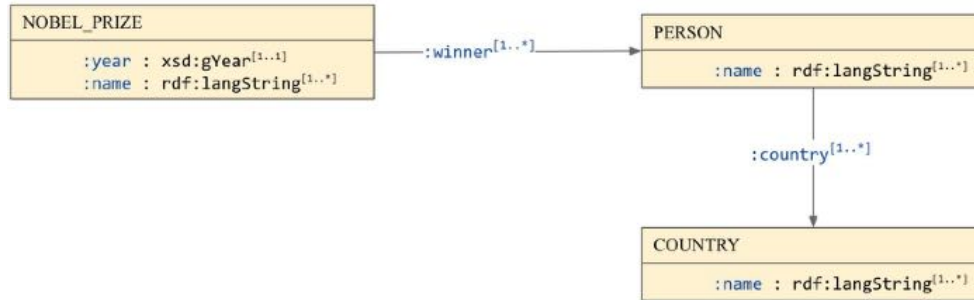 NOBEL_PRIZE
:year : xsd:gYear[1..1]
:name : rdf:langString[1..*]
:winner[1..*]
PERSON
:name : rdf:langString[1..*]
:country[1..*]
COUNTRY
:name : rdf:langString[1..*]